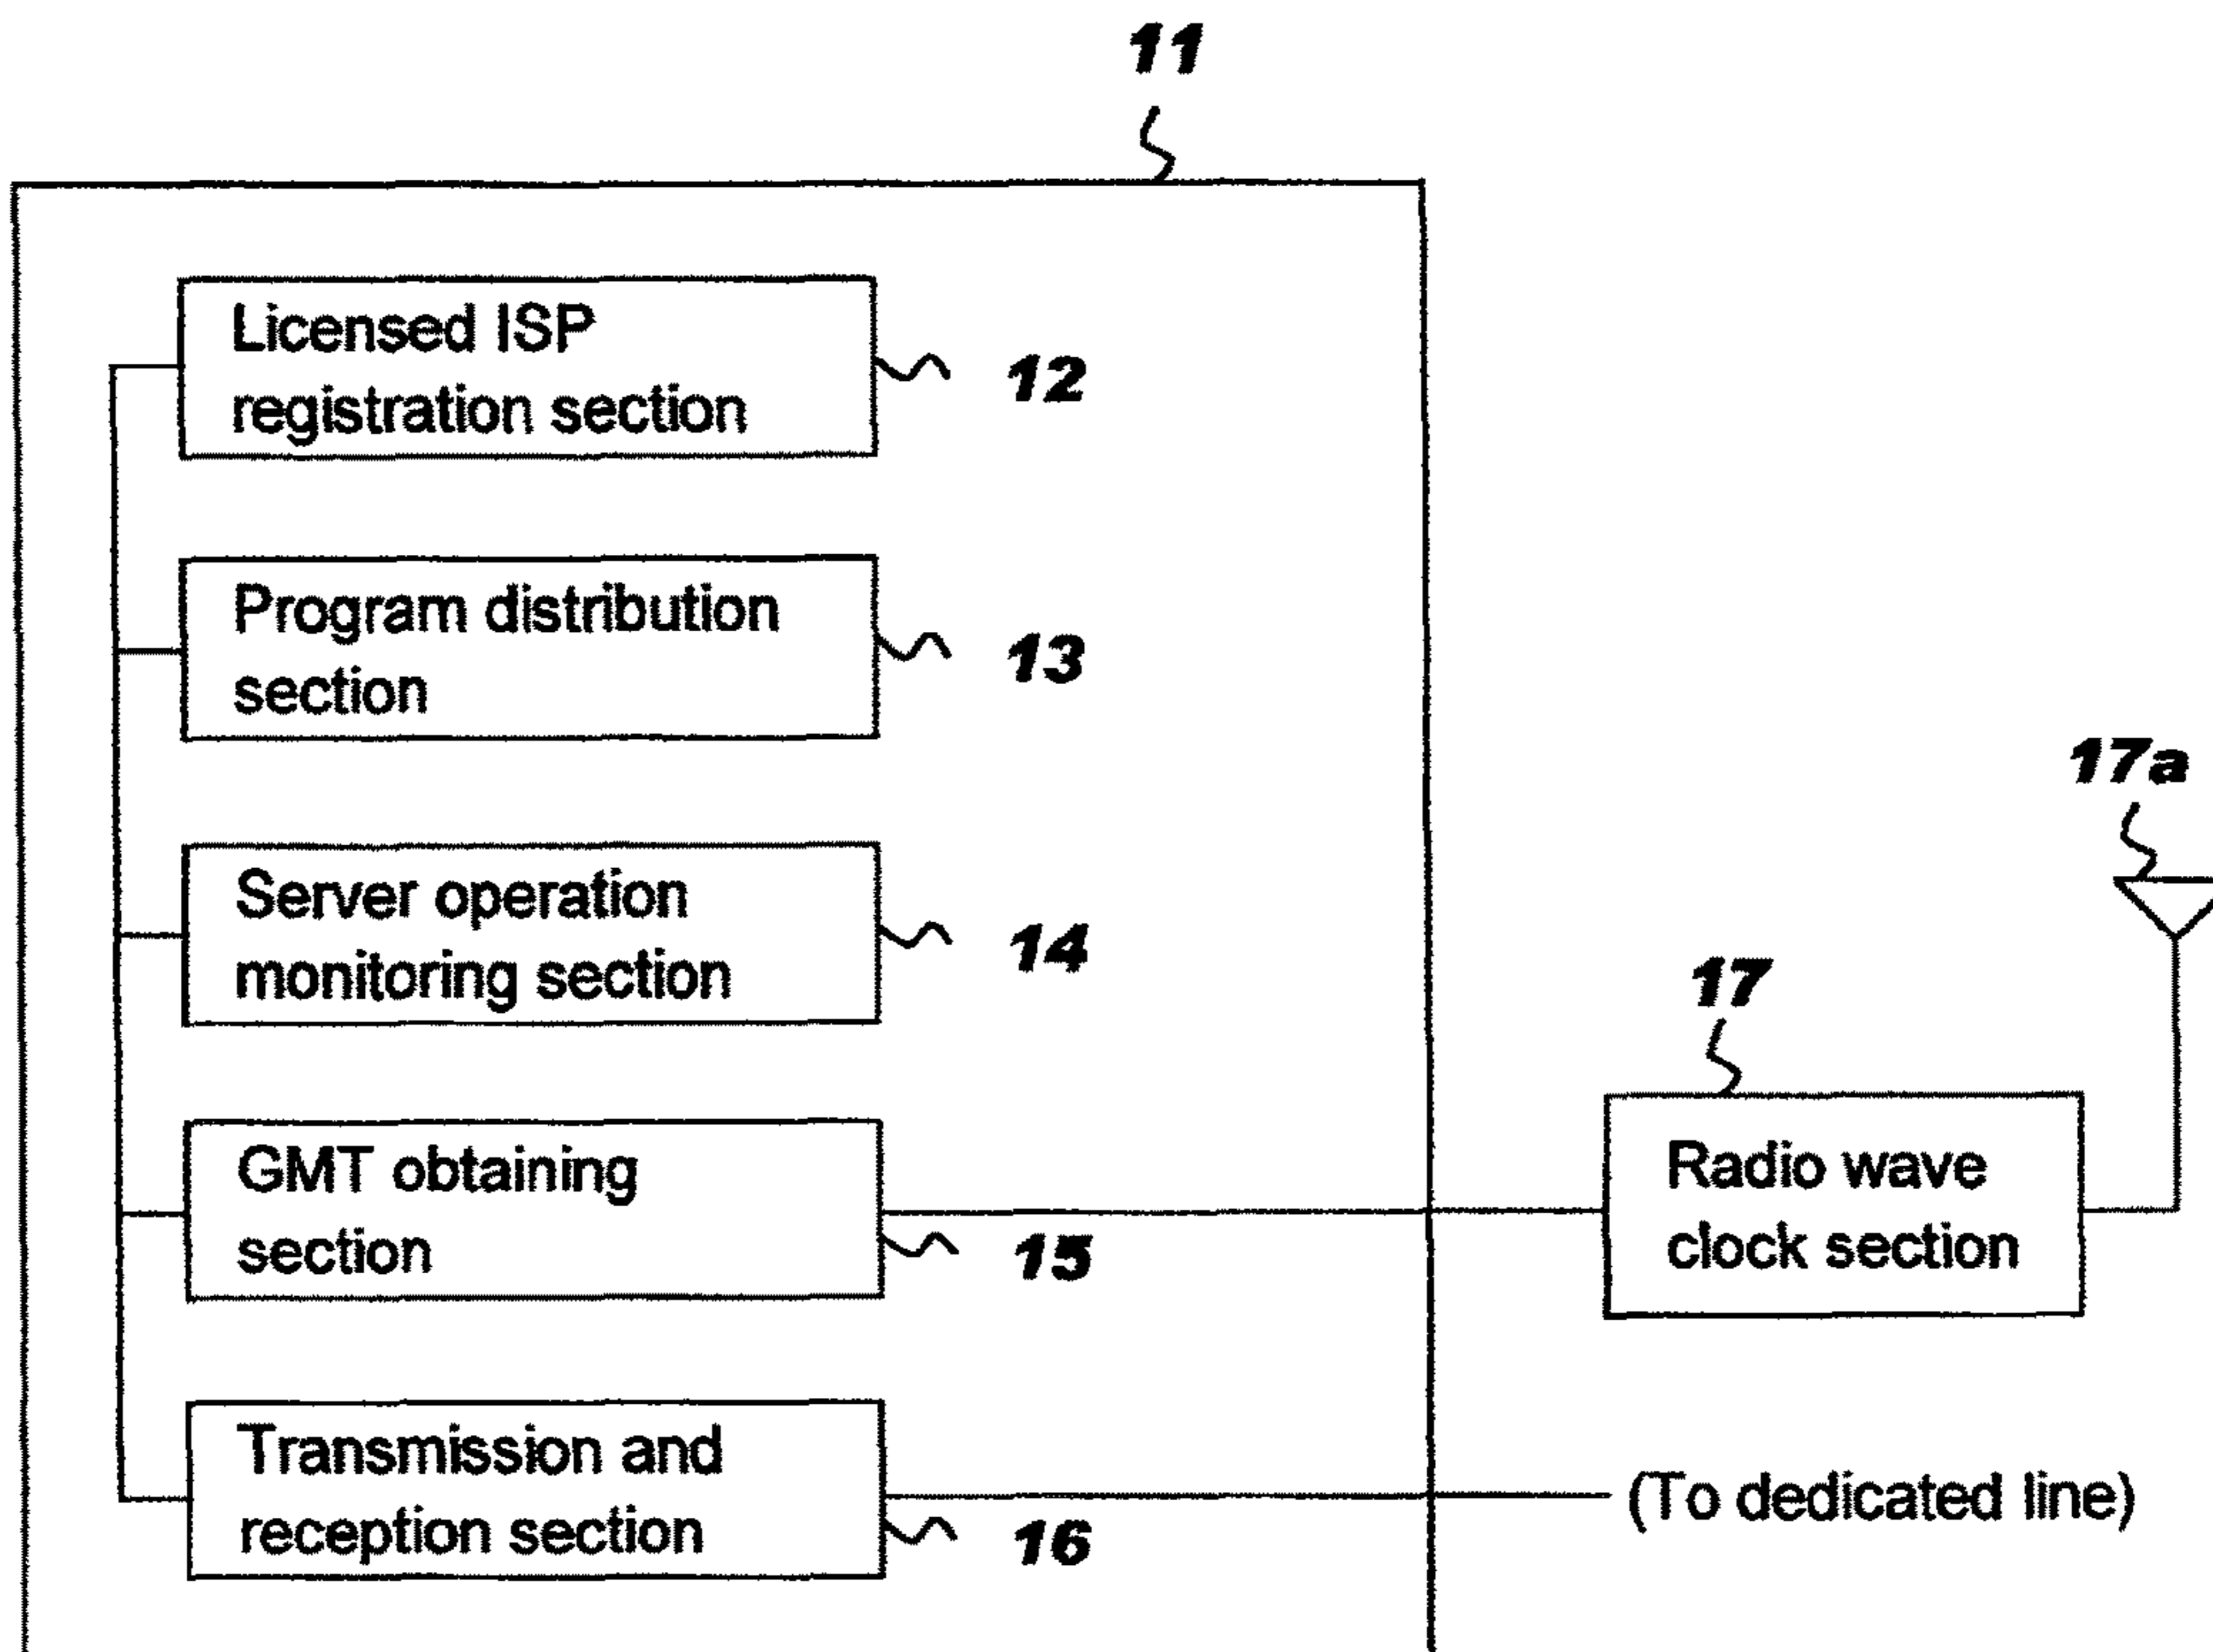 11
Licensed ISP
registration section
12
Program distribution
section
13
17a
Server operation
monitoring section
14
17
GMT obtaining
section
15
Radio wave
clock section
Transmission and
reception section
16
(To dedicated line)